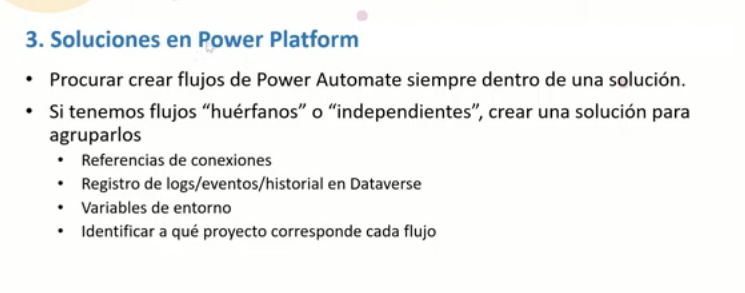 3. Soluciones en Power Platform
• Procurar crear flujos de Power Automate siempre dentro de una solución.
• Si tenemos flujos “huérfanos” o “independientes”, crear una solución para
agruparlos
• Referencias de conexiones
• Registro de logs/eventos/historial en Dataverse
• Variables de entorno
• Identificar a qué proyecto corresponde cada flujo